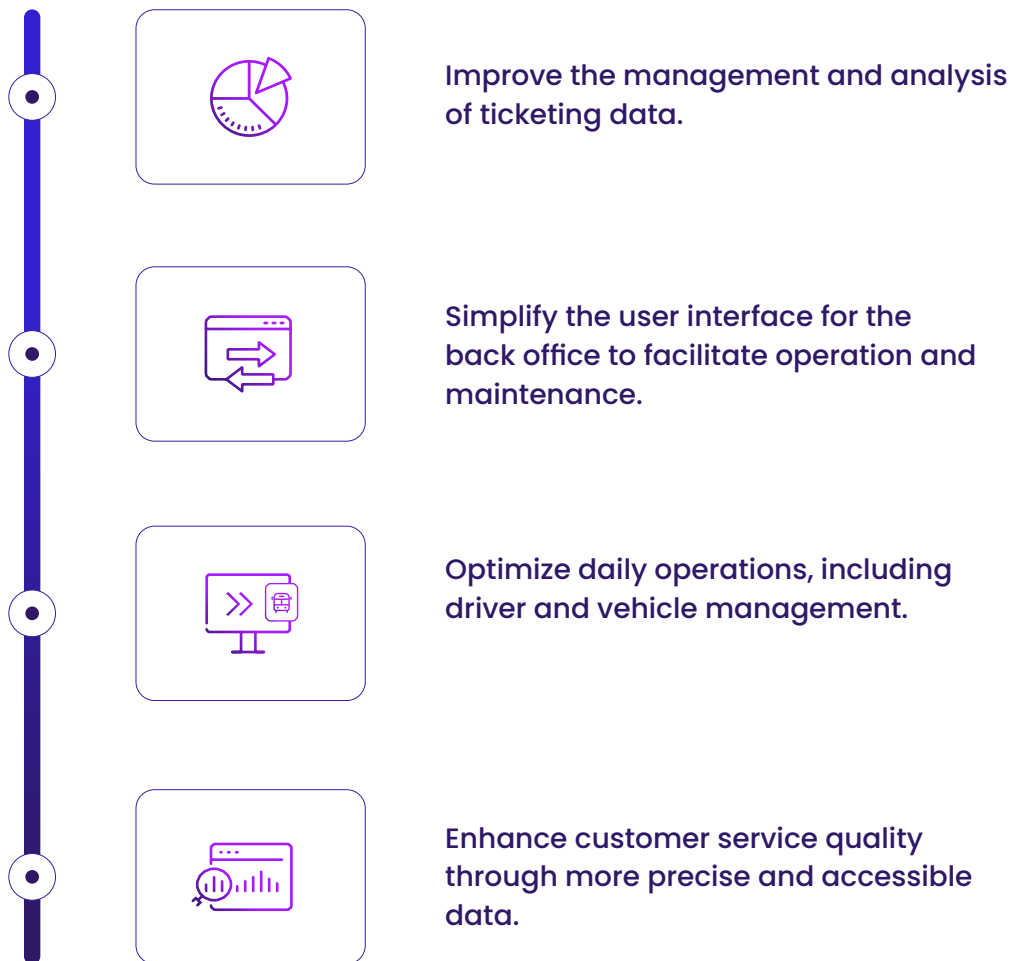 Improve the management and analysis
of ticketing data.
Simplify the user interface for the
back office to facilitate operation and
maintenance.
Optimize daily operations, including
driver and vehicle management.
Enhance customer service quality
through more precise and accessible
data.